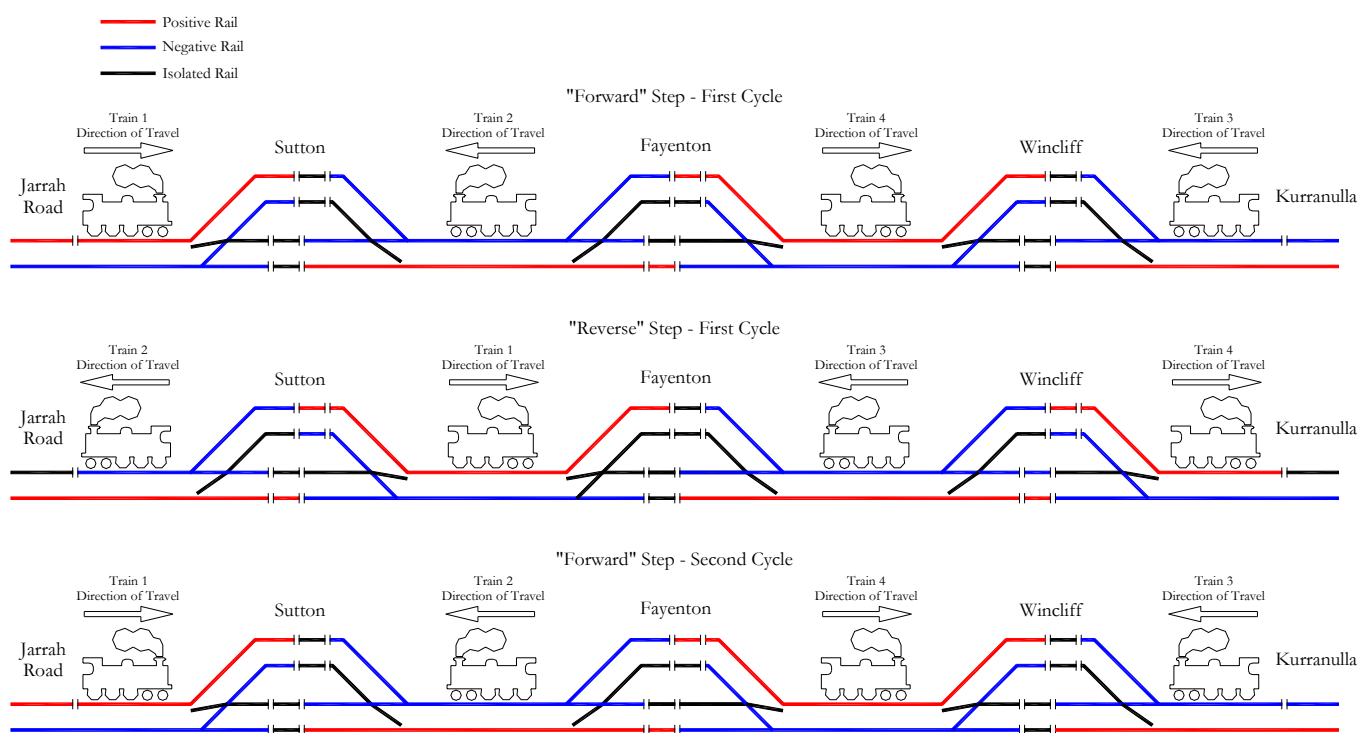 Positive Rail
Negative Rail
Isolated Rail
"Forward" Step - First Cycle
Train 1
Direction of Travel
Train 2
Direction of Travel
Train 4
Direction of Travel
Train 3
Direction of Travel
Sutton
Fayenton
Wincliff
Jarrah
Road
Kurranulla
"Reverse" Step - First Cycle
Train 2
Direction of Travel
Train 1
Direction of Travel
Train 3
Direction of Travel
Train 4
Direction of Travel
Sutton
Fayenton
Wincliff
Jarrah
Road
Kurranulla
"Forward" Step - Second Cycle
Train 1
Direction of Travel
Train 2
Direction of Travel
Train 4
Direction of Travel
Train 3
Direction of Travel
Sutton
Fayenton
Wincliff
Jarrah
Road
Kurranulla